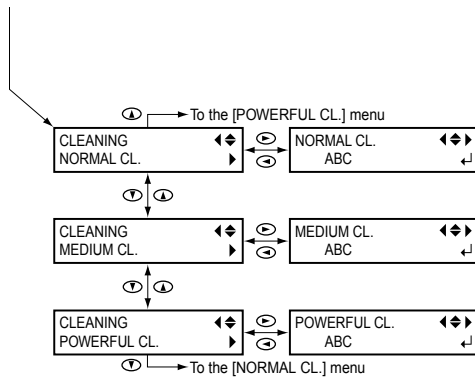 To the [POWERFUL CL.] menu
CLEANING
NORMAL CL.
NORMAL CL.
ABC
CLEANING
MEDIUM CL.
MEDIUM CL.
ABC
CLEANING
POWERFUL CL.
POWERFUL CL.
ABC
To the [NORMAL CL.] menu